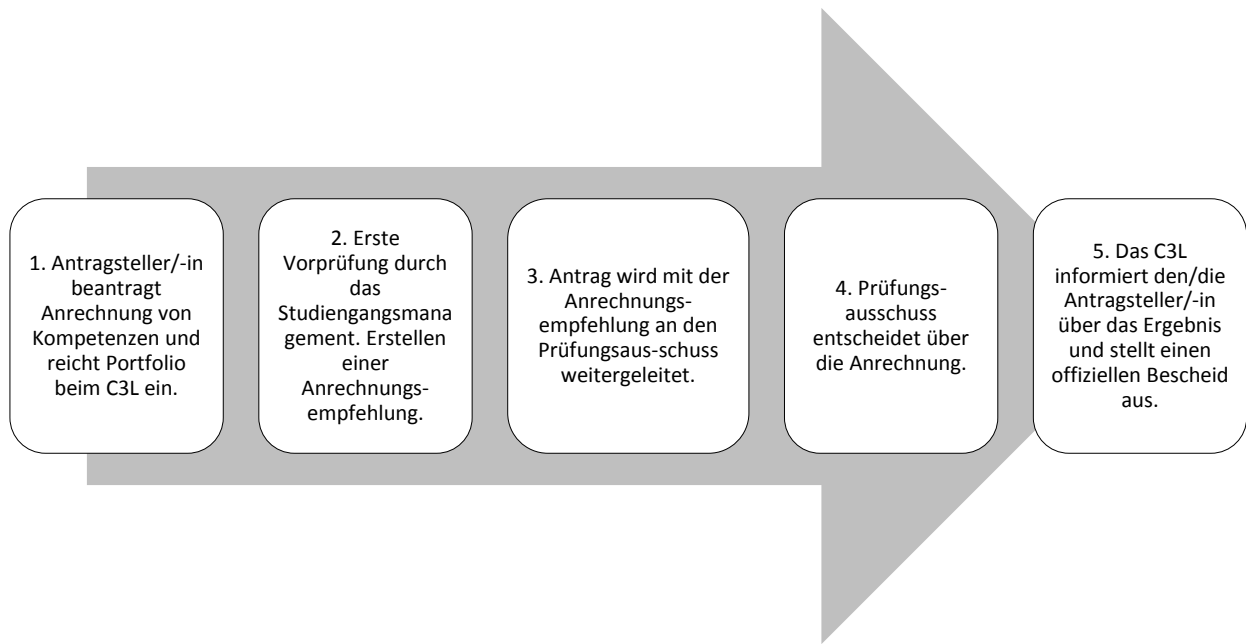 1. Antragsteller/-in
beantragt
Anrechnung von
Kompetenzen und
reicht Portfolio
beim C3L ein.
2. Erste
Vorprüfung durch
das
Studiengangsmana
gement. Erstellen
einer
Anrechnungs-
empfehlung.
3. Antrag wird mit der
Anrechnungs-
empfehlung an den
Prüfungsaus-schuss
weitergeleitet.
4. Prüfungs-
ausschuss
entscheidet über
die Anrechnung.
5. Das C3L
informiert den/die
Antragsteller/-in
über das Ergebnis
und stellt einen
offiziellen Bescheid
aus.